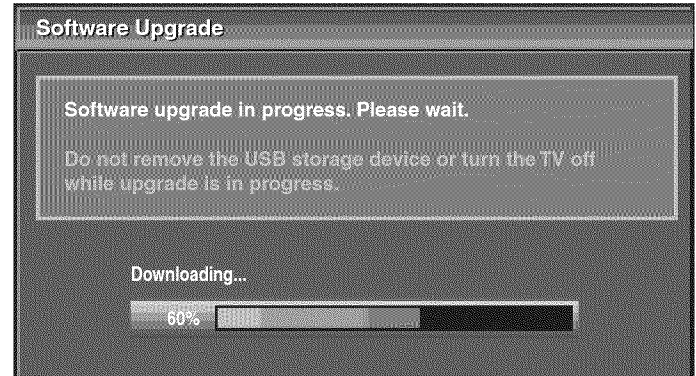 Software Upgrade
Software upgrade in progress. Please wait.
Do not remove the USB storage device or turn the TV off
while upgrade is in progress.
Downloading...
60%